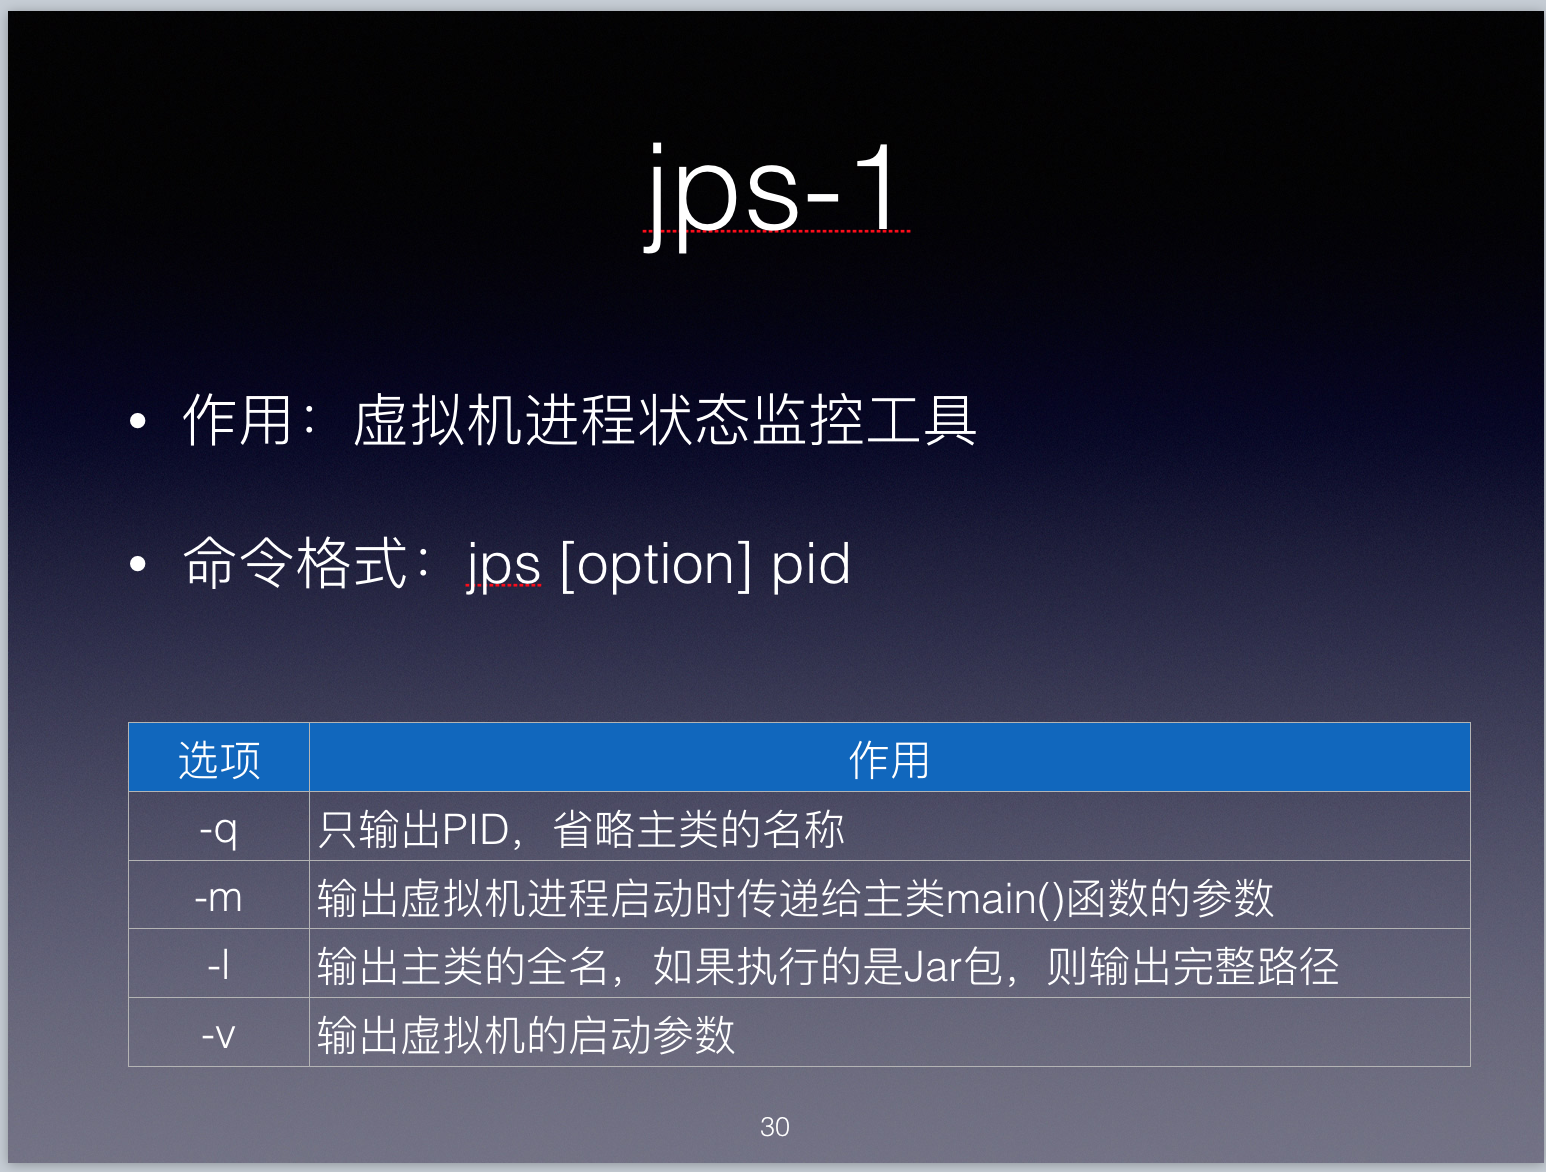 jps-1
• 作用：虚拟机进程状态监控工具
• 命令格式：jps [option] pid
选项 作用
-q 只输出PID，省略主类的名称
-m 输出虚拟机进程启动时传递给主类main()函数的参数
-l 输出主类的全名，如果执行的是Jar包，则输出完整路径
-v 输出虚拟机的启动参数
30